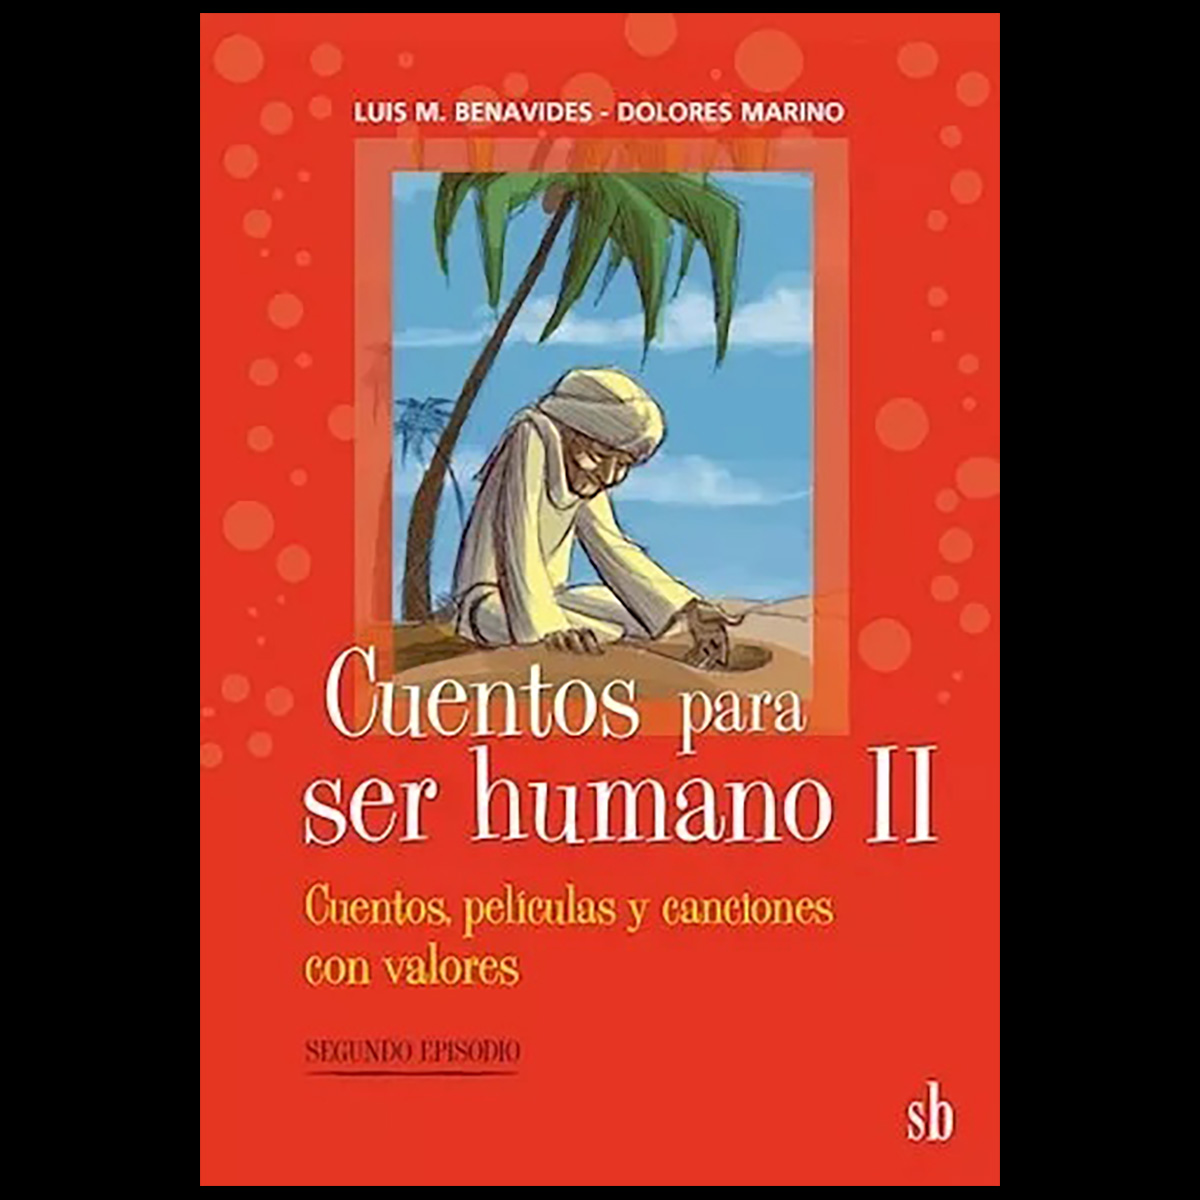 LUIS M. BENAVIDES - DOLORES MARINO
Cuentos para
ser humano II
Cuentos, películas y canciones
con valores
SEGUNDO EPISODIO
sb